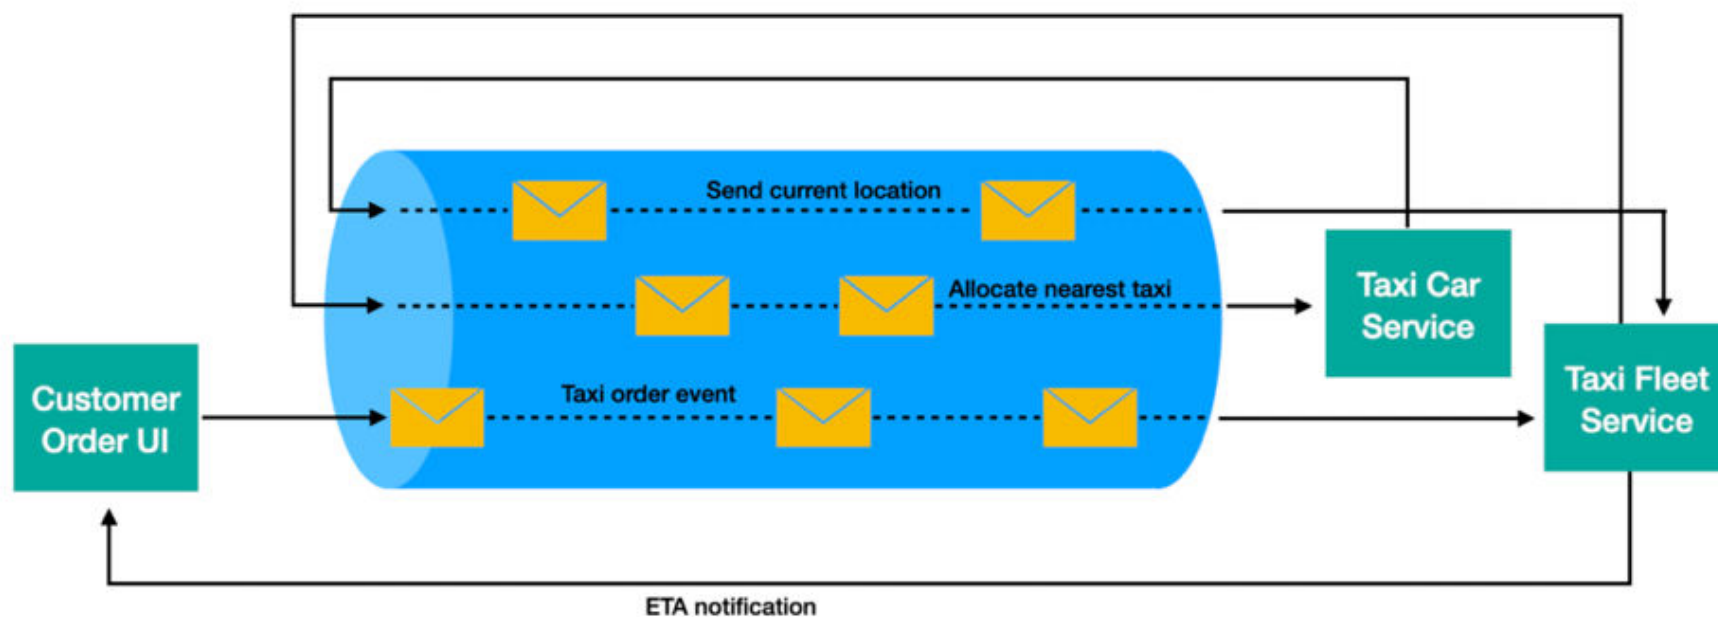 Send current location
Allocate nearest taxi
Taxi Car
Service
Taxi order event
Customer
Order UI
Taxi Fleet
Service
ETA notification